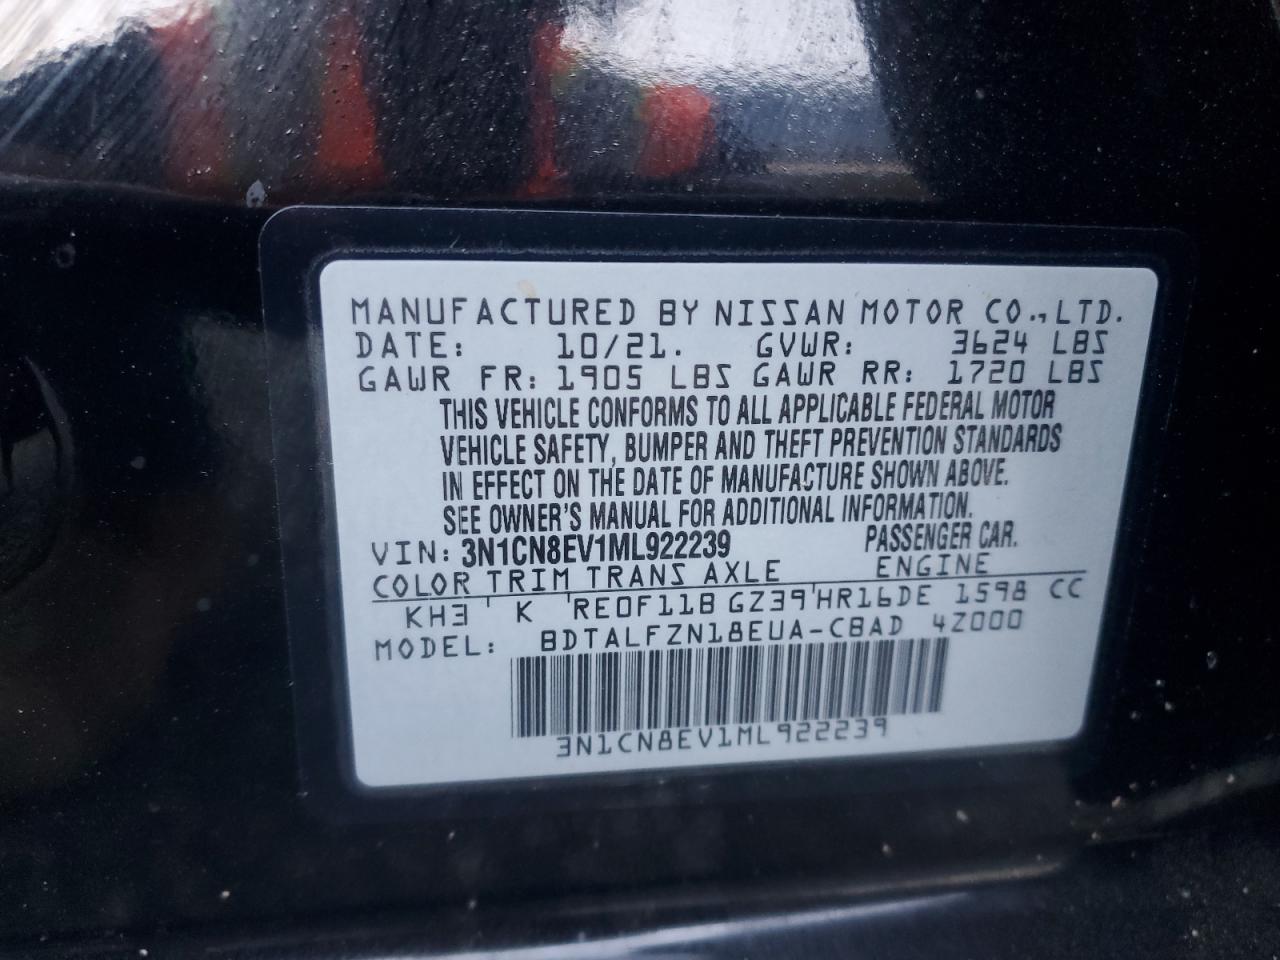 MANUFACTURED BY NISSAN MOTOR CO., LTD.
DATE: 10/21. GVWR: 3624 LBS
GAWR FR: 1905 LBS GAWR RR: 1720 LBS
THIS VEHICLE CONFORMS TO ALL APPLICABLE FEDERAL MOTOR
VEHICLE SAFETY, BUMPER AND THEFT PREVENTION STANDARDS
IN EFFECT ON THE DATE OF MANUFACTURE SHOWN ABOVE.
SEE OWNER'S MANUAL FOR ADDITIONAL INFORMATION.
VIN: 3N1CN8EV1ML922239 PASSENGER CAR.
COLOR TRIM TRANS AXLE ENGINE
KH3 ' K 'RE0F11B GZ39'HR16DE 1598 CC
MODEL: BDTALFZN18EUA-CBAD 4Z000
3N1CN8EV1ML922239